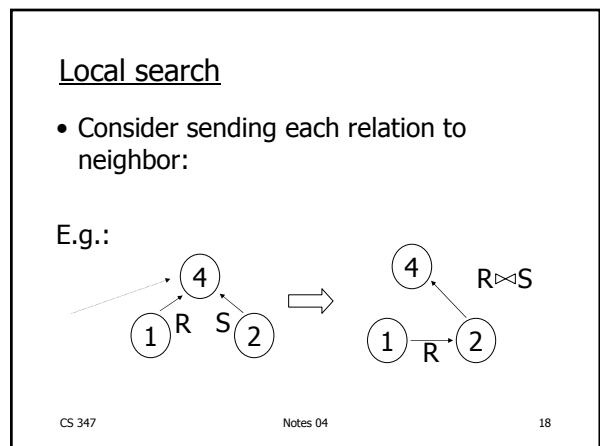 Local search
• Consider sending each relation to
neighbor:
E.g.:
4
1 R S 2
4
R⋈S
1 R 2
CS 347 Notes 04 18